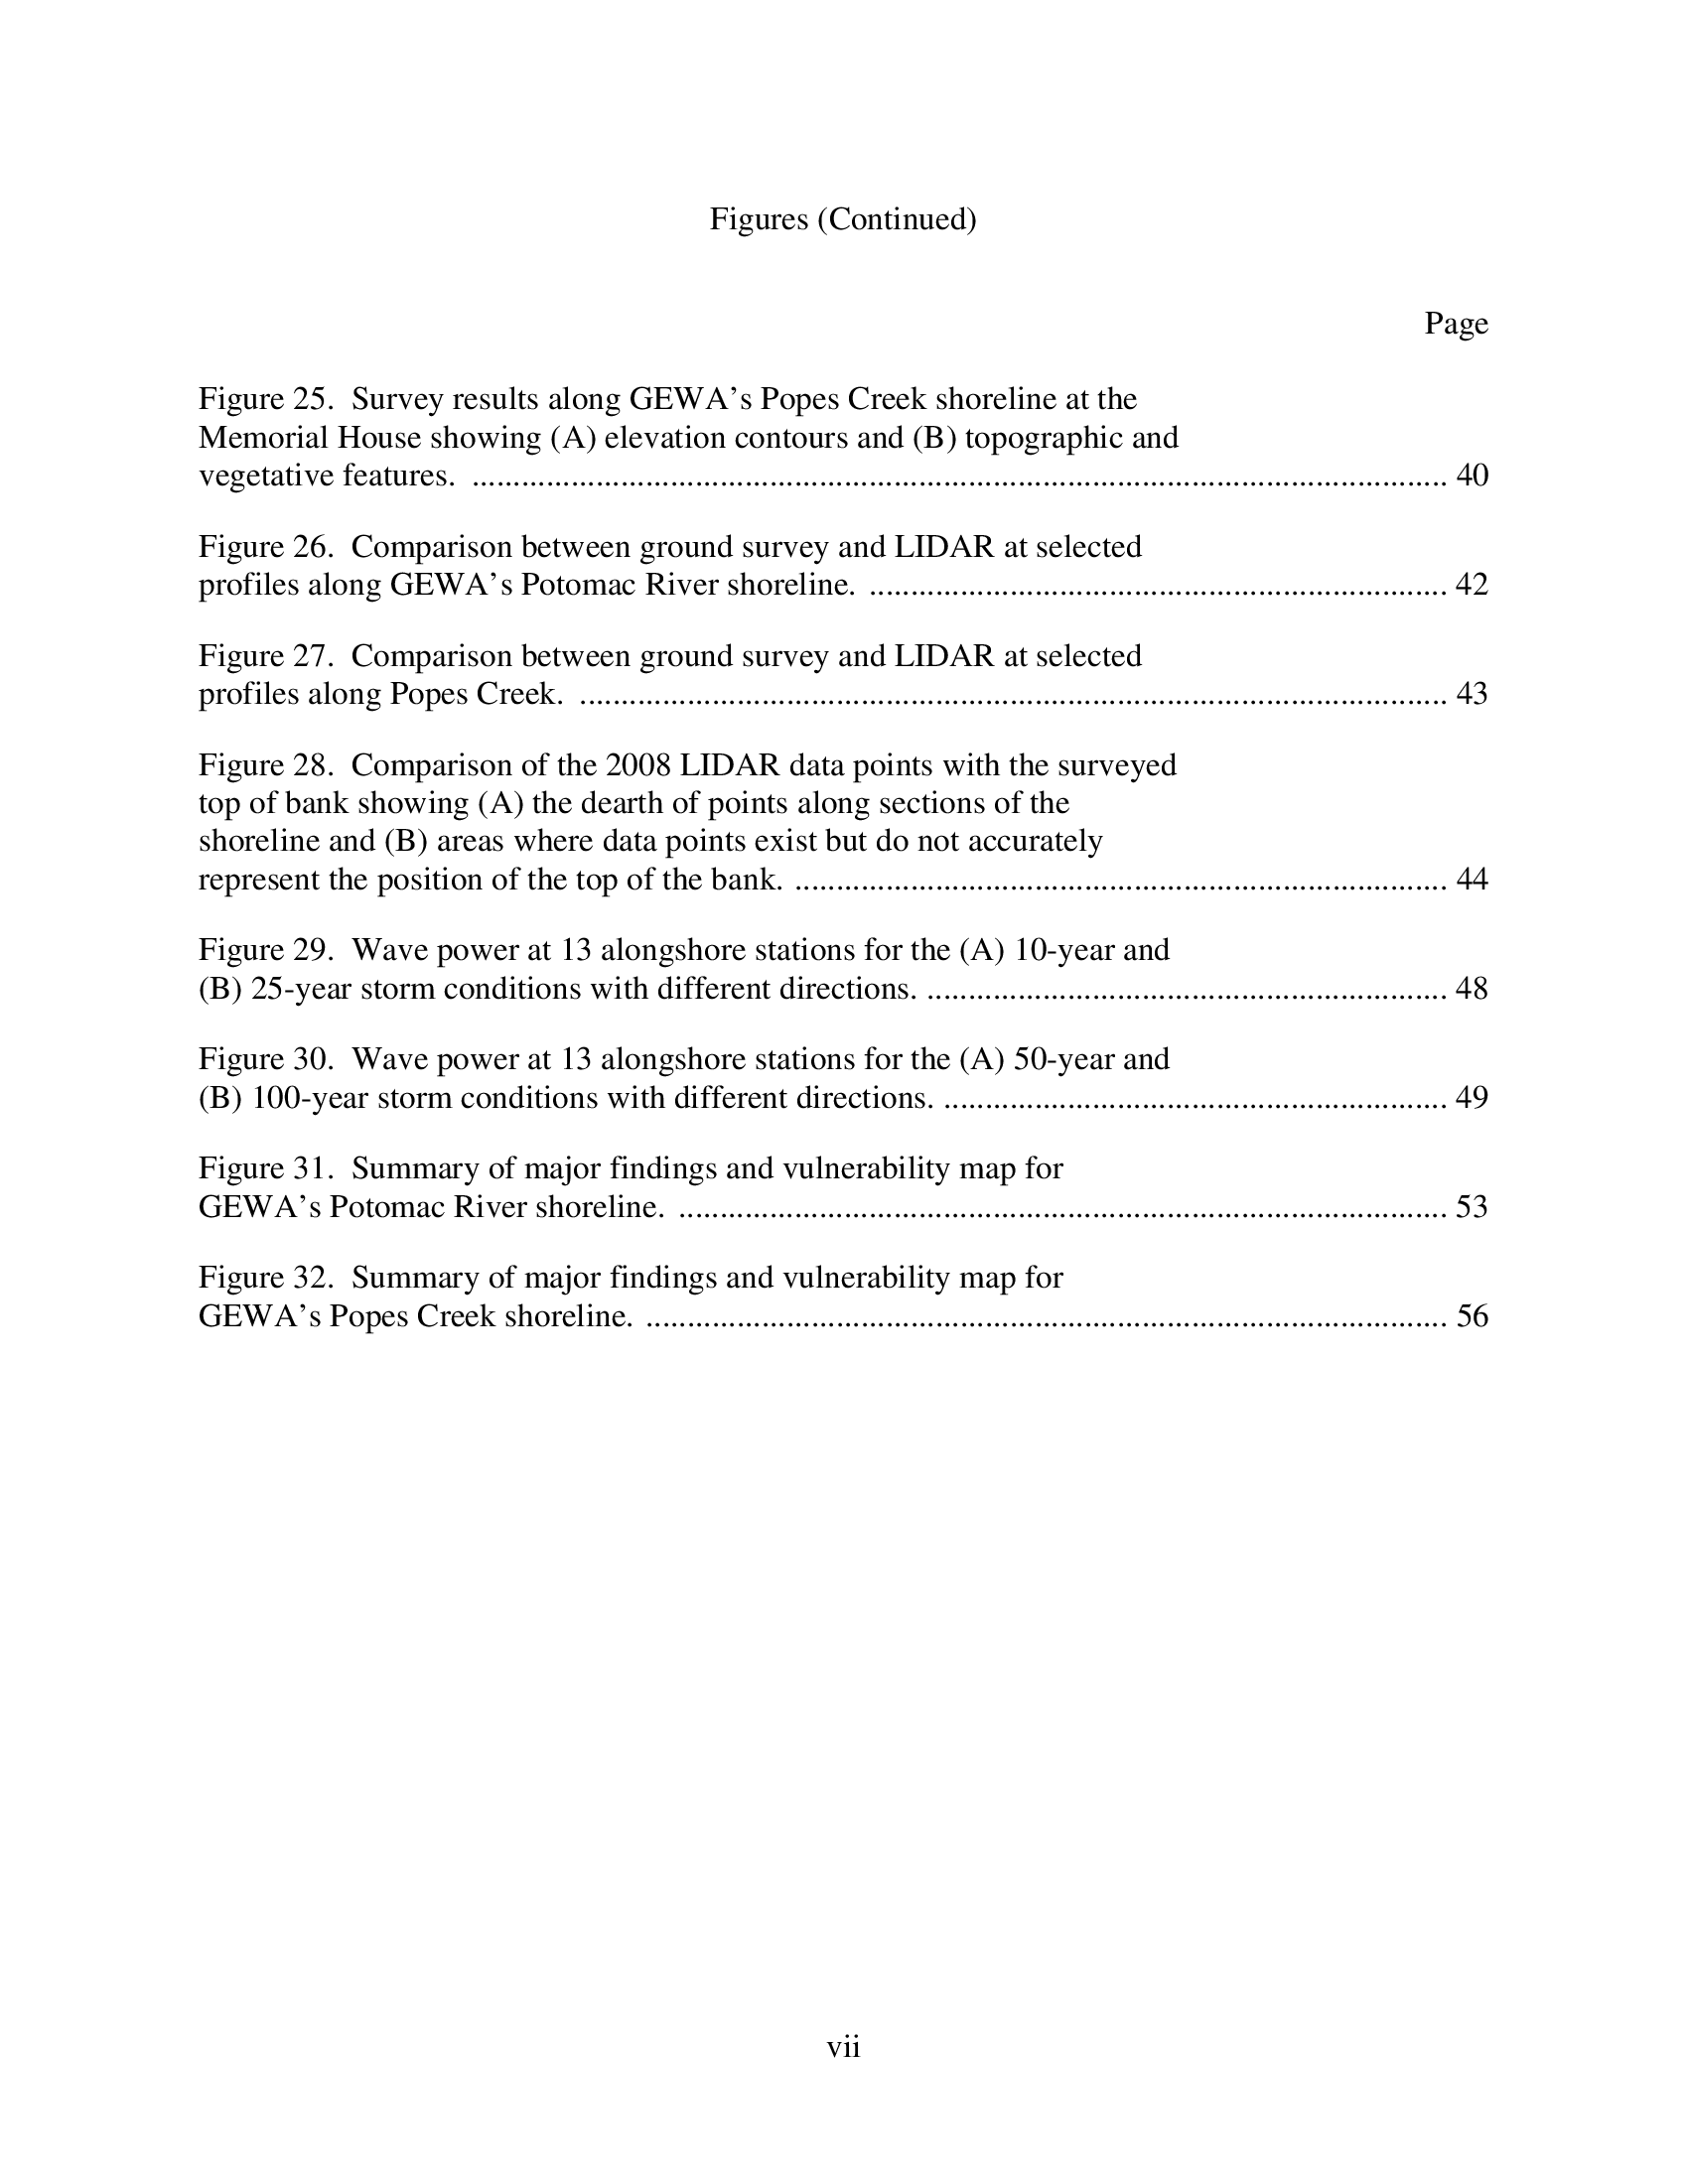 Figures (Continued)
Page
Figure 25.  Survey results along GEWA’s Popes Creek shoreline at the
Memorial House showing (A) elevation contours and (B) topographic and
vegetative features. ........................................................................................................................ 40
Figure 26.  Comparison between ground survey and LIDAR at selected
profiles along GEWA’s Potomac River shoreline. ....................................................................... 42
Figure 27.  Comparison between ground survey and LIDAR at selected
profiles along Popes Creek. ......................................................................................................... 43
Figure 28.  Comparison of the 2008 LIDAR data points with the surveyed
top of bank showing (A) the dearth of points along sections of the
shoreline and (B) areas where data points exist but do not accurately
represent the position of the top of the bank. ............................................................................... 44
Figure 29.  Wave power at 13 alongshore stations for the (A) 10-year and
(B) 25-year storm conditions with different directions. ............................................................... 48
Figure 30.  Wave power at 13 alongshore stations for the (A) 50-year and
(B) 100-year storm conditions with different directions. ............................................................. 49
Figure 31.  Summary of major findings and vulnerability map for
GEWA’s Potomac River shoreline. ............................................................................................. 53
Figure 32.  Summary of major findings and vulnerability map for
GEWA’s Popes Creek shoreline. ................................................................................................. 56
vii